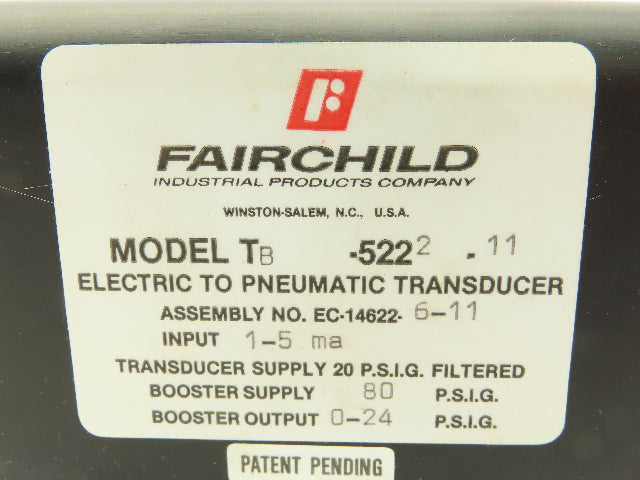 FAIRCHILD
INDUSTRIAL PRODUCTS COMPANY
WINSTON-SALEM, N.C., U.S.A.
MODEL TB -5222 - 11
ELECTRIC TO PNEUMATIC TRANSDUCER
ASSEMBLY NO. EC-14622- 6-11
INPUT 1-5 ma
TRANSDUCER SUPPLY 20 P.S.I.G. FILTERED
BOOSTER SUPPLY 80 P.S.I.G.
BOOSTER OUTPUT 0-24 P.S.I.G.
PATENT PENDING